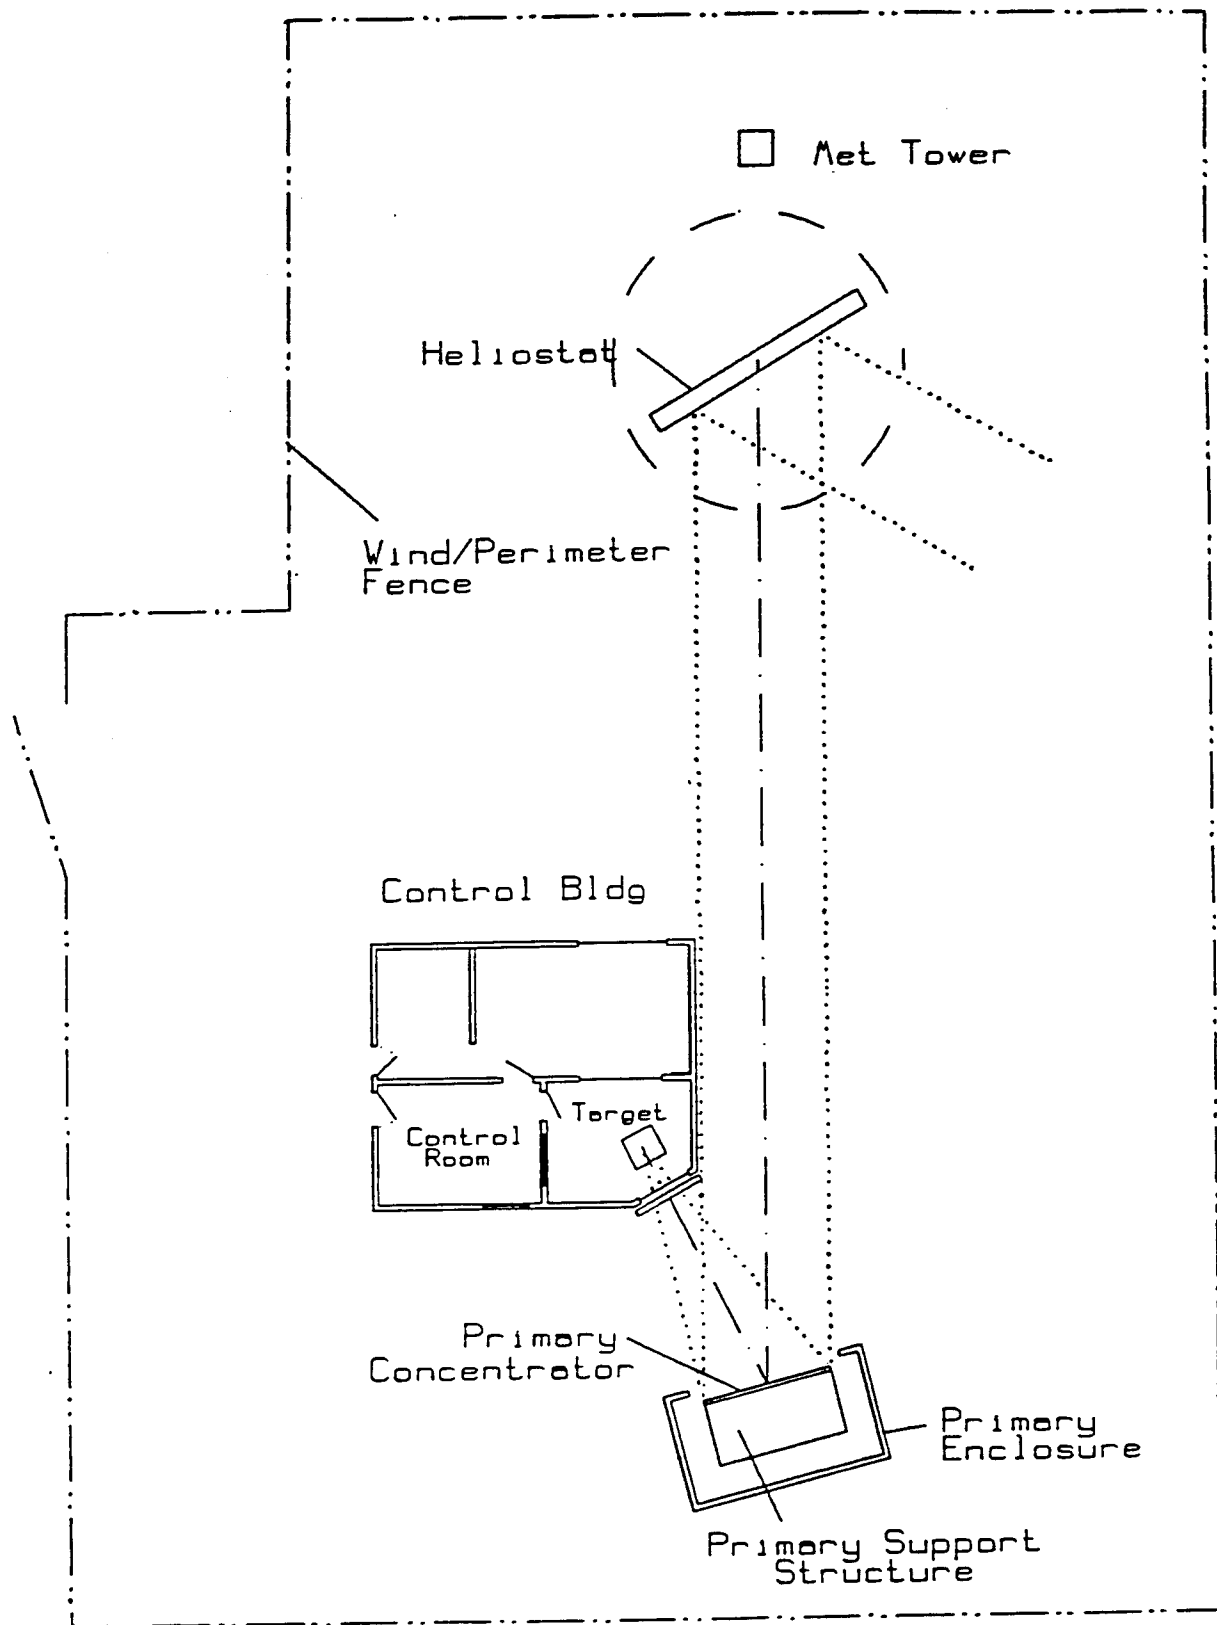 Met Tower
Heliostat
Wind/Perimeter
Fence
Control Bldg
Target
Control
Room
Primary
Concentrator
Primary
Enclosure
Primary Support
Structure